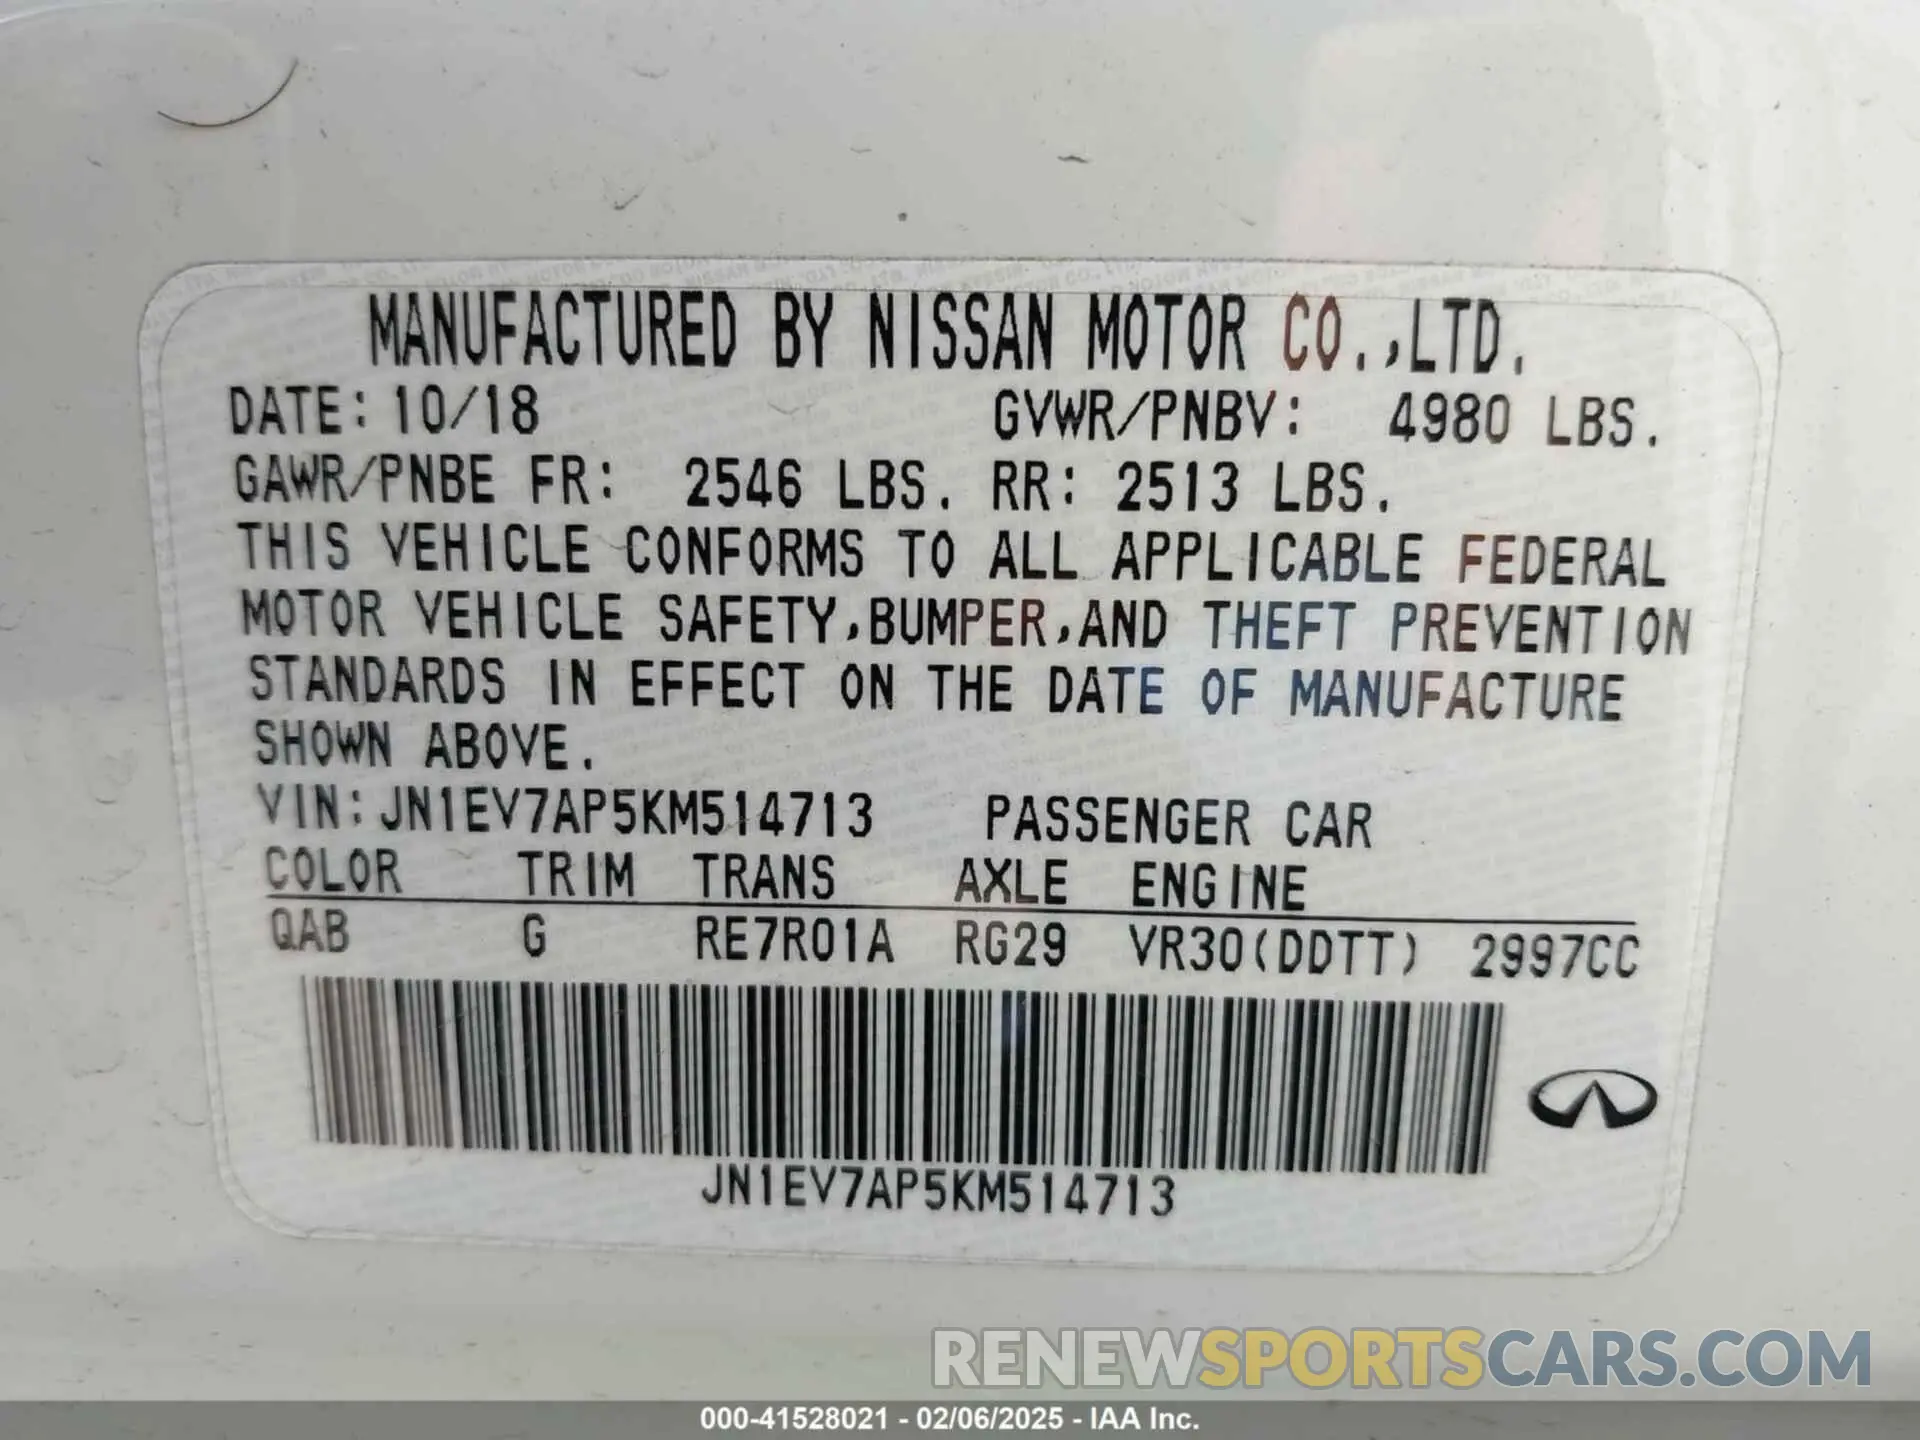 MANUFACTURED BY NISSAN MOTOR CO.,LTD.
DATE: 10/18 GVWR/PNBV: 4980 LBS.
GAWR/PNBE FR: 2546 LBS. RR: 2513 LBS.
THIS VEHICLE CONFORMS TO ALL APPLICABLE FEDERAL
MOTOR VEHICLE SAFETY,BUMPER,AND THEFT PREVENTION
STANDARDS IN EFFECT ON THE DATE OF MANUFACTURE
SHOWN ABOVE.
VIN:JN1EV7AP5KM514713 PASSENGER CAR
COLOR TRIM TRANS AXLE ENGINE
QAB G RE7R01A RG29 VR30(DDTT) 2997CC
JN1EV7AP5KM514713
RENEWSPORTSCARS.COM
000-41528021 - 02/06/2025 - IAA Inc.